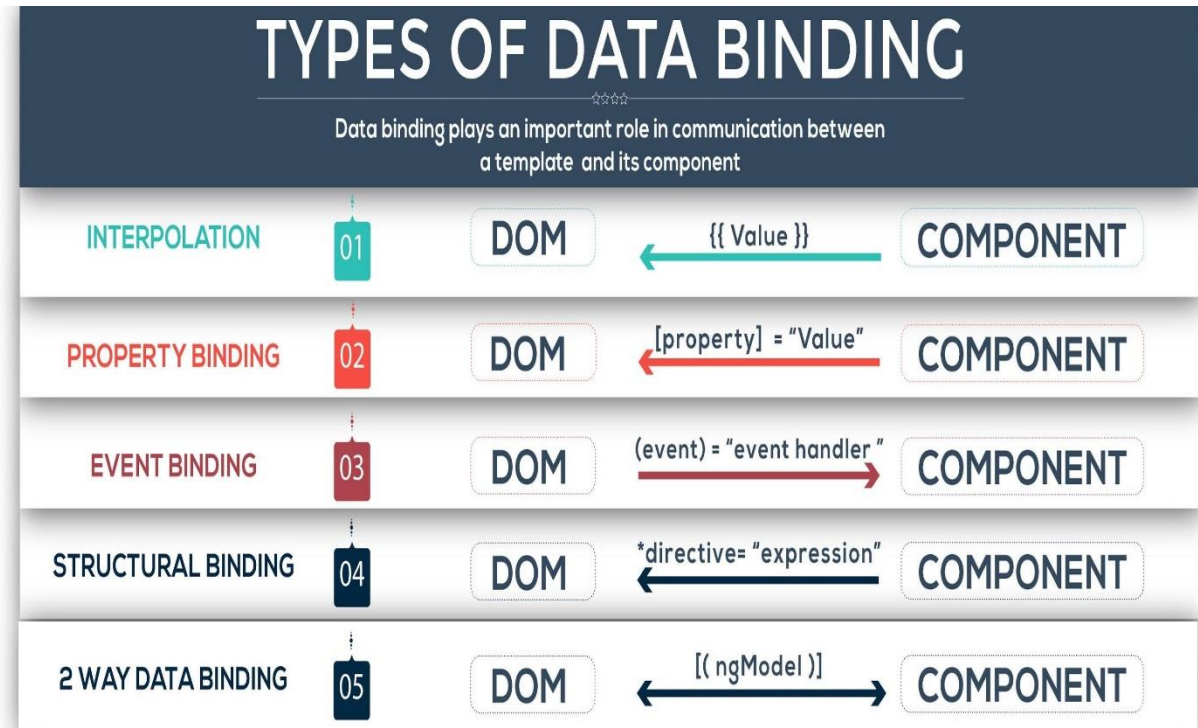 TYPES OF DATA BINDING
Data binding plays an important role in communication between
a template and its component
INTERPOLATION 01 DOM {{ Value }} COMPONENT
PROPERTY BINDING 02 DOM [property] = “Value” COMPONENT
EVENT BINDING 03 DOM (event) = “event handler ” COMPONENT
STRUCTURAL BINDING 04 DOM *directive= “expression” COMPONENT
2 WAY DATA BINDING 05 DOM [( ngModel )] COMPONENT